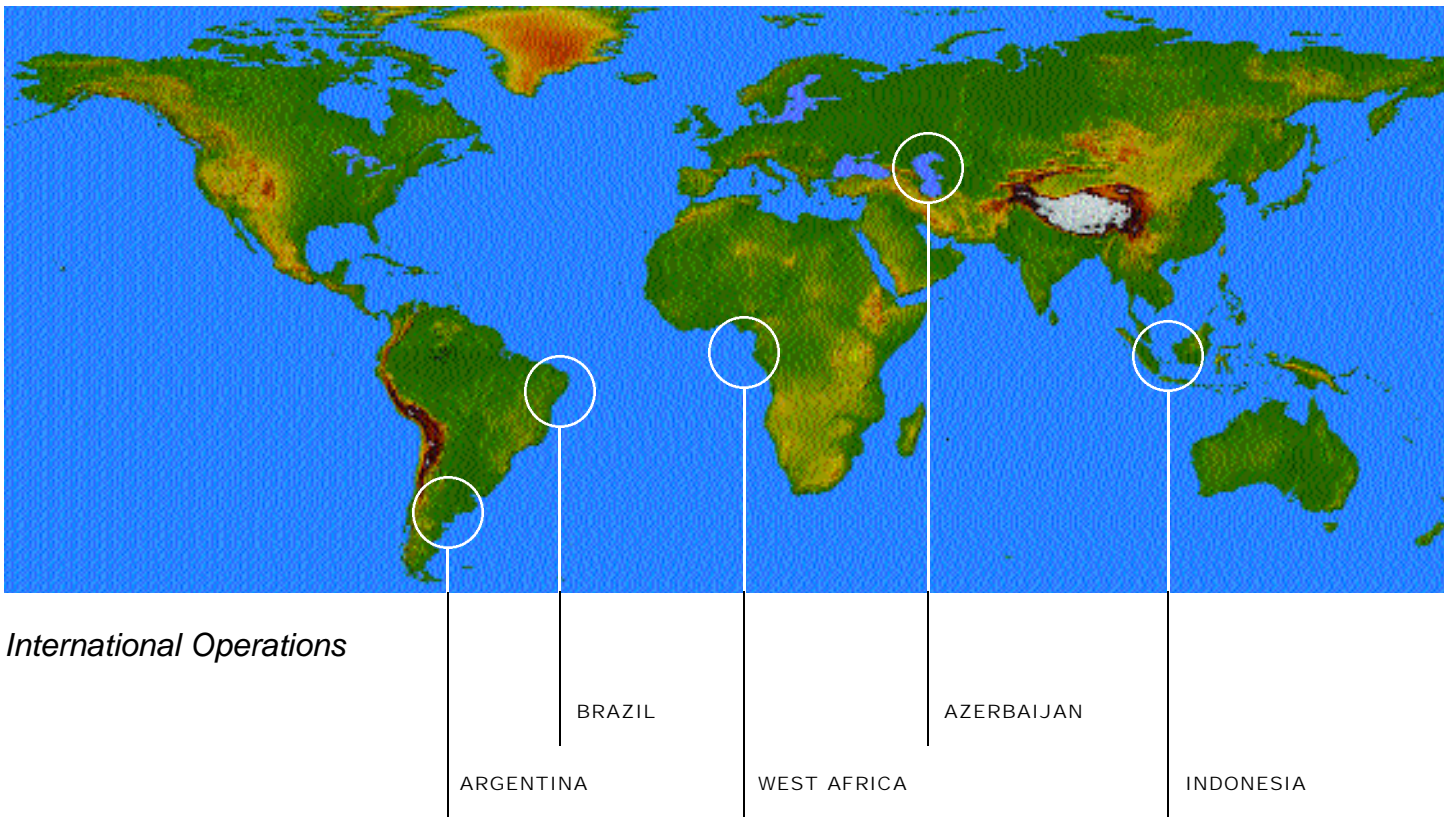 International Operations
BRAZIL
AZERBAIJAN
ARGENTINA
WEST AFRICA
INDONESIA